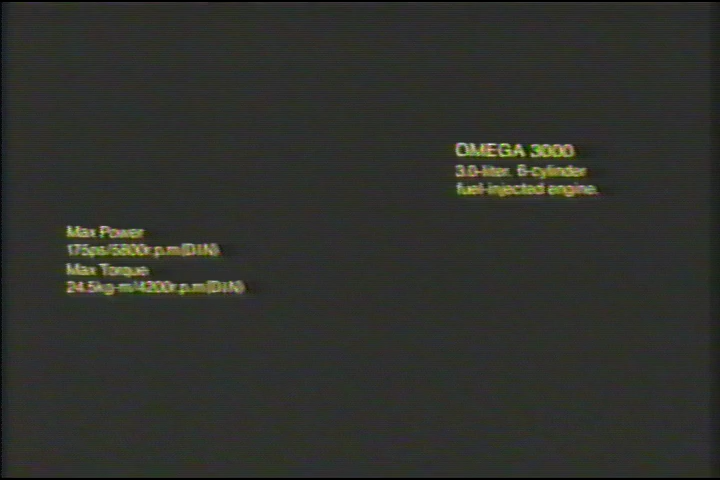 OMEGA 3000
3.0-liter. 6-cylinder
fuel-injected engine.
Max Power
175ps/5800r.p.m(DIN)
Max Torque
24.5kg-m/4200r.p.m(DIN)